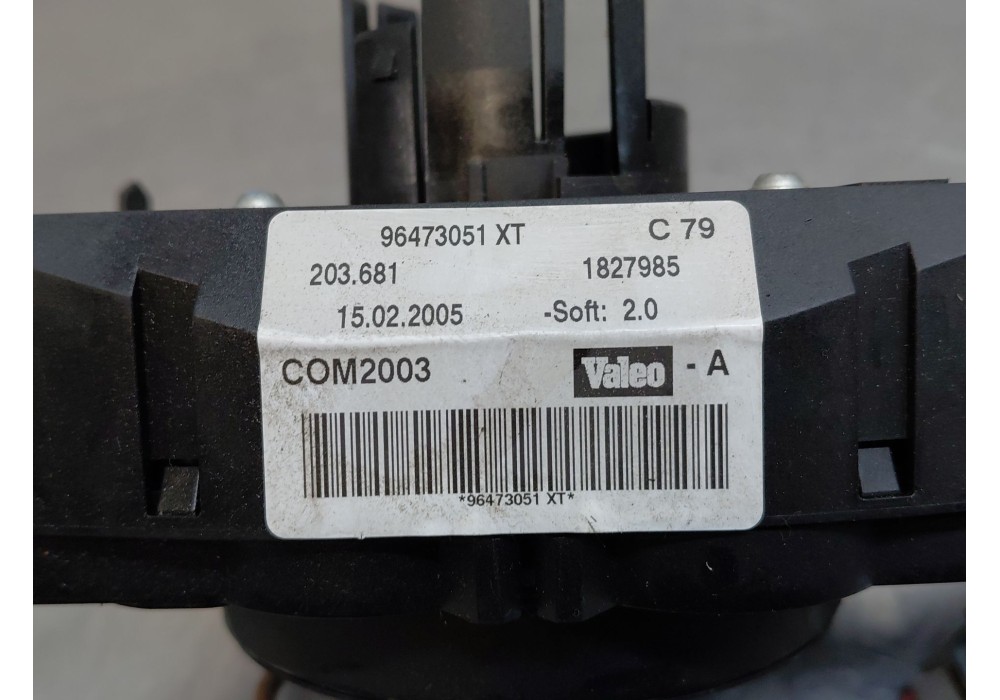 96473051 XT C 79
203.681 1827985
15.02.2005 -Soft: 2.0
COM2003 Valeo - A
*96473051 XT*